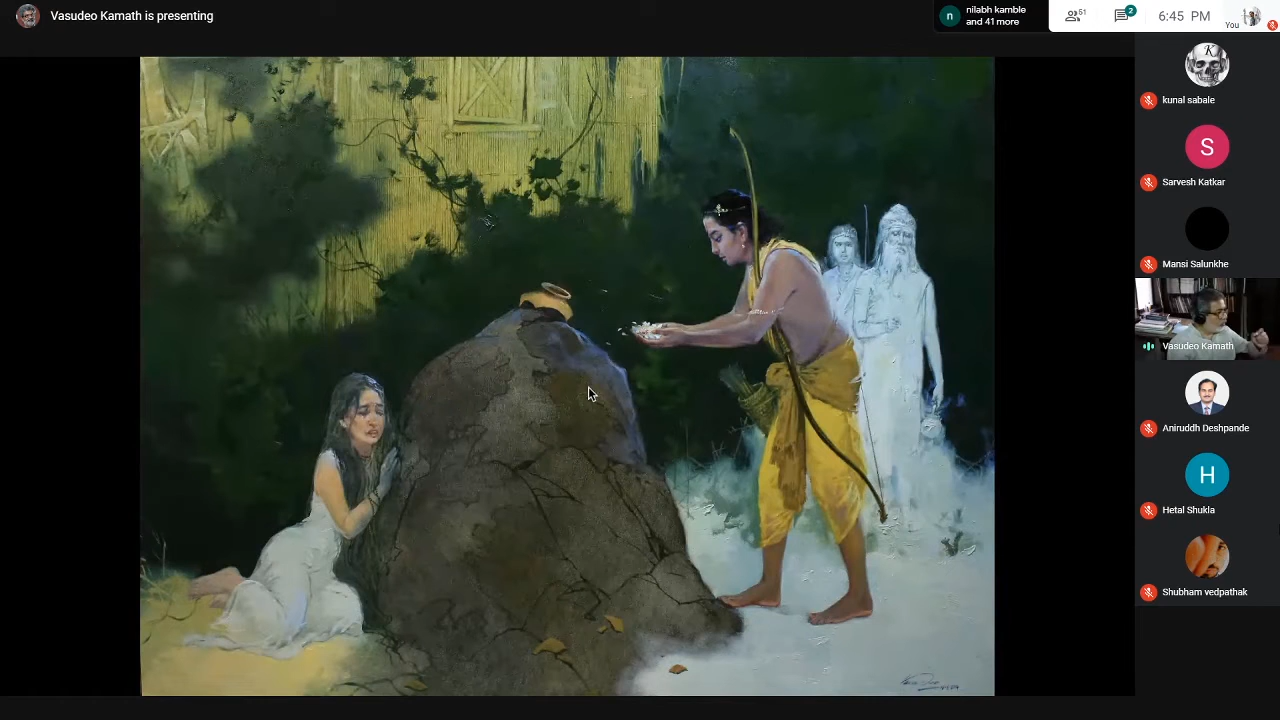 Vasudeo Kamath is presenting
n
nilabh kamble
and 41 more
51
2
6:45 PM
You
K
kunal sabale
S
Sarvesh Katkar
Mansi Salunkhe
Vasudeo Kamath
Aniruddh Deshpande
H
Hetal Shukla
Shubham vedpathak